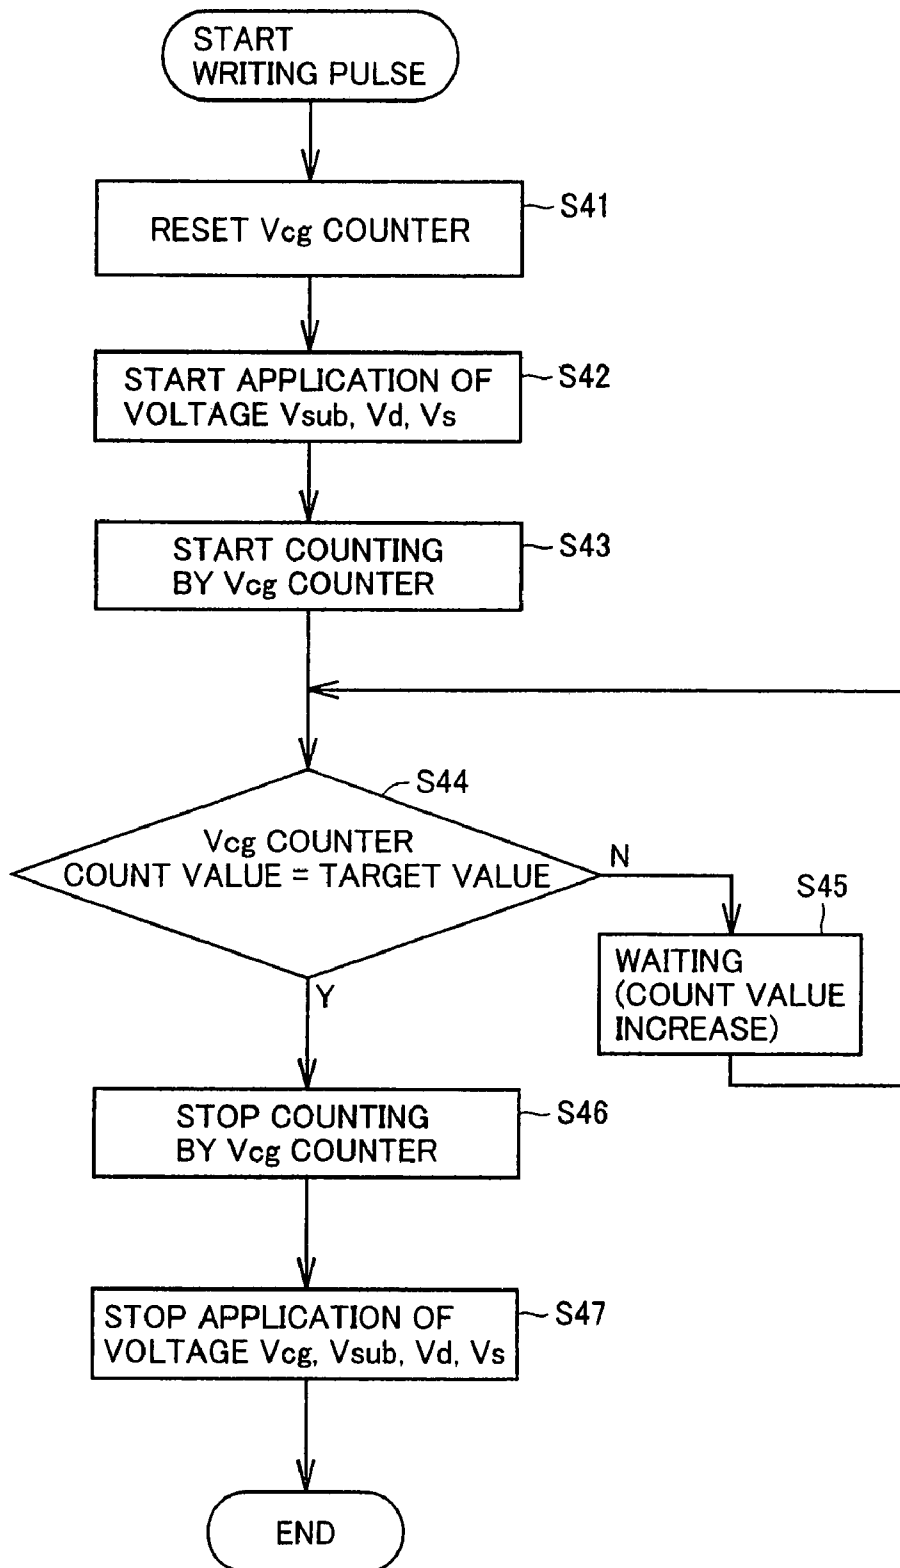 START
WRITING PULSE
S41
RESET Vcg COUNTER
S42
START APPLICATION OF
VOLTAGE Vsub, Vd, Vs
S43
START COUNTING
BY Vcg COUNTER
S44
Vcg COUNTER
COUNT VALUE = TARGET VALUE
N
S45
WAITING
(COUNT VALUE
INCREASE)
Y
S46
STOP COUNTING
BY Vcg COUNTER
S47
STOP APPLICATION OF
VOLTAGE Vcg, Vsub, Vd, Vs
END